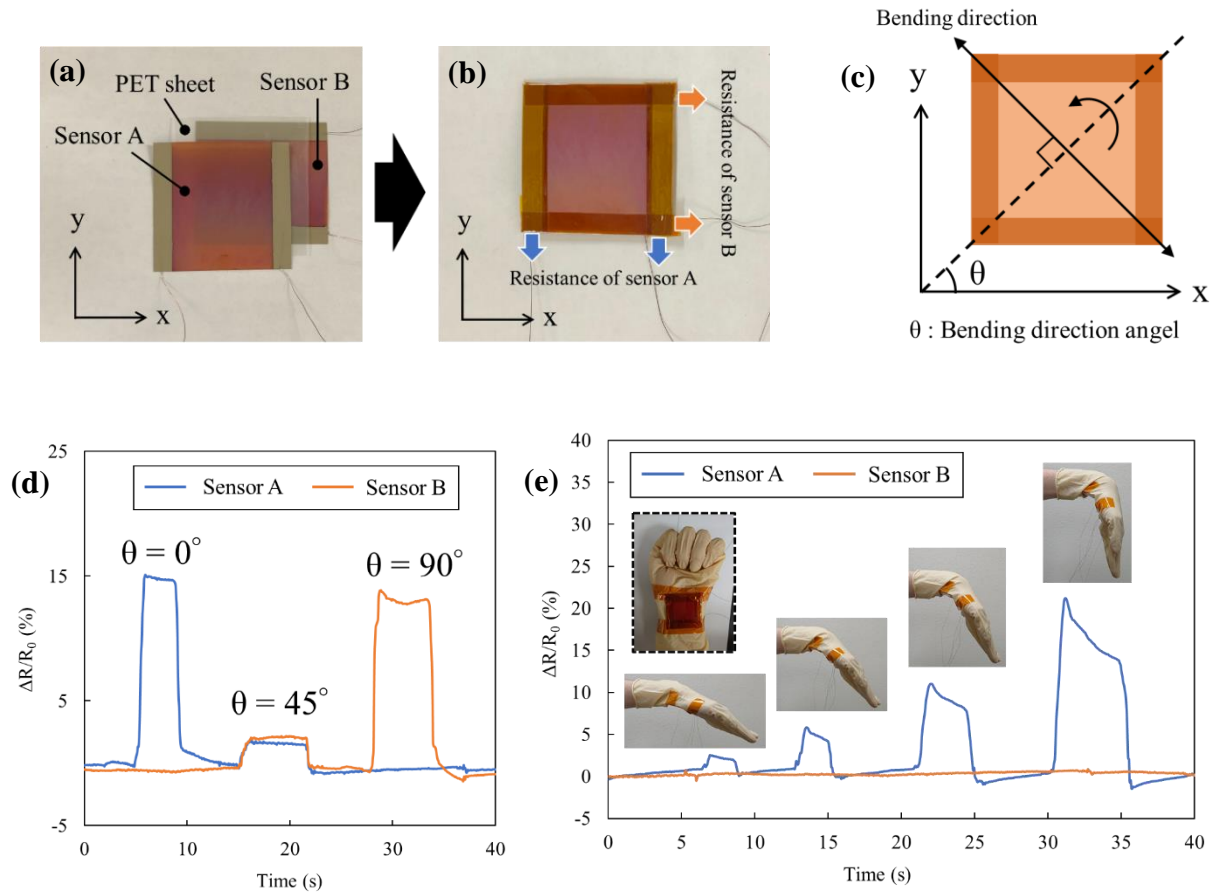 (a)
PET sheet
Sensor B
Sensor A
y
x
(b)
Resistance of sensor B
Resistance of sensor A
y
x
Bending direction
(c)
y
θ
x
θ : Bending direction angel
(d)
25
15
5
-5
ΔR/R0 (%)
Sensor A
Sensor B
θ = 0°
θ = 45°
θ = 90°
0
10
20
30
40
Time (s)
(e)
40
35
30
25
20
15
10
5
0
-5
ΔR/R0 (%)
Sensor A
Sensor B
0
5
10
15
20
25
30
35
40
Time (s)